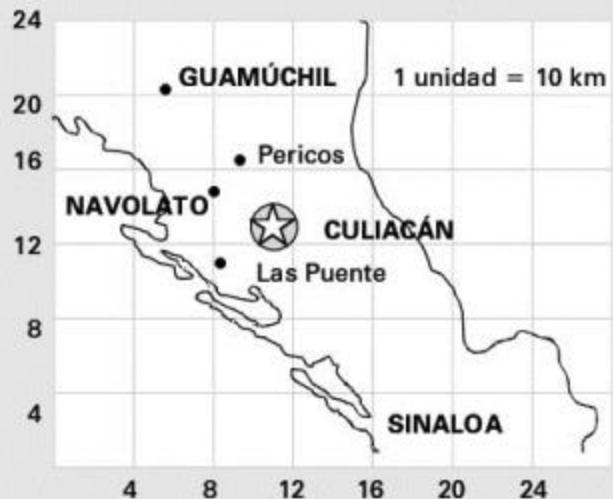 24
GUAMÚCHIL 1 unidad = 10 km
20
Pericos
16
NAVOLATO
CULIACÁN
12
Las Puente
8
4
SINALOA
4 8 12 16 20 24